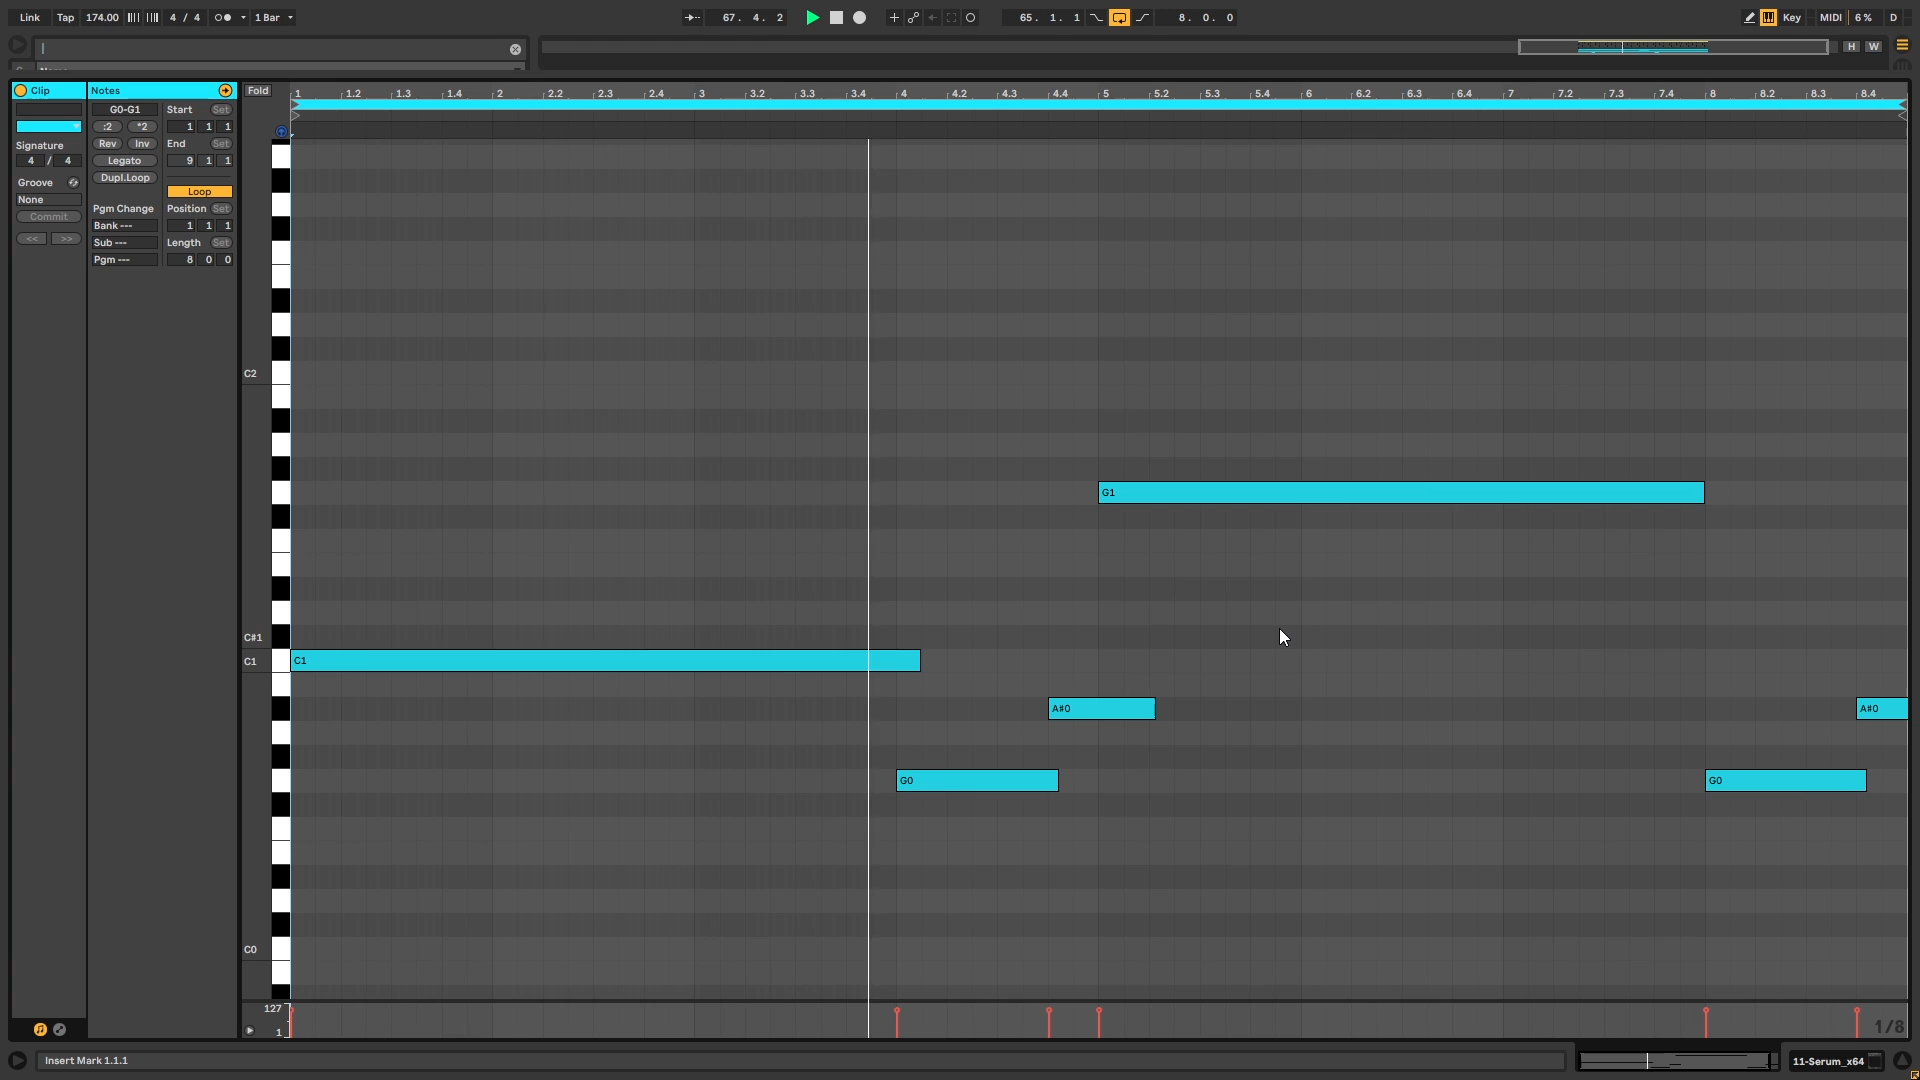 Link Tap 174.00 4 / 4 1 Bar 67. 4. 2 65. 1. 1 8. 0. 0 Key MIDI 6 % D
H W
Clip Notes Fold 1 1.2 1.3 1.4 2 2.2 2.3 2.4 3 3.2 3.3 3.4 4 4.2 4.3 4.4 5 5.2 5.3 5.4 6 6.2 6.3 6.4 7 7.2 7.3 7.4 8 8.2 8.3 8.4
G0-G1 Start Set
:2 *2 1 1 1
Rev Inv End Set
Signature
4 / 4 Legato 9 1 1
Dupl.Loop
Groove
Loop
None
Pgm Change Position Set
Commit
Bank --- 1 1 1
<< >> Sub --- Length Set
Pgm --- 8 0 0
C2
G1
C#1
C1 C1
A#0 A#0
G0 G0
C0
127
1 1/8
Insert Mark 1.1.1 11-Serum_x64